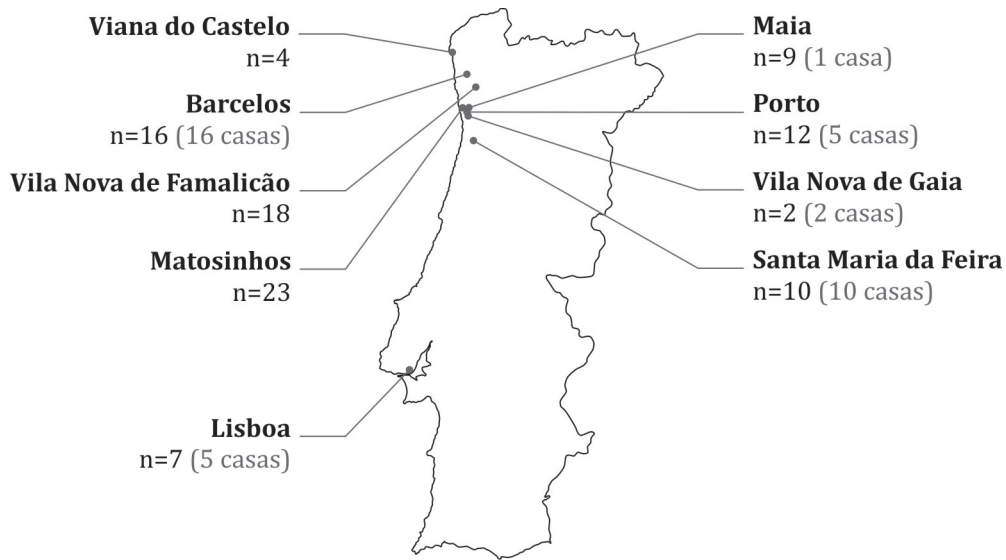 Viana do Castelo
n=4
Barcelos
n=16 (16 casas)
Vila Nova de Famalicão
n=18
Matosinhos
n=23
Lisboa
n=7 (5 casas)
Maia
n=9 (1 casa)
Porto
n=12 (5 casas)
Vila Nova de Gaia
n=2 (2 casas)
Santa Maria da Feira
n=10 (10 casas)